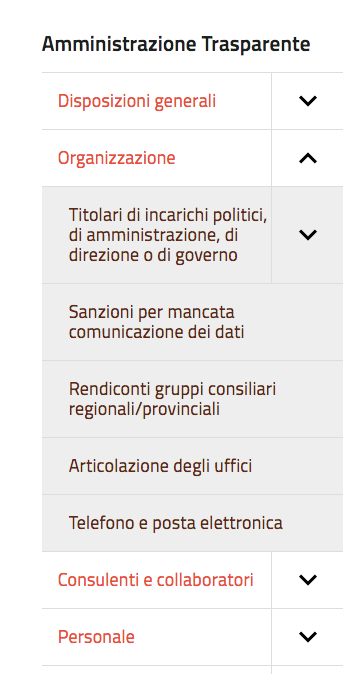 Amministrazione Trasparente
Disposizioni generali
Organizzazione
Titolari di incarichi politici,
di amministrazione, di
direzione o di governo
Sanzioni per mancata
comunicazione dei dati
Rendiconti gruppi consiliari
regionali/provinciali
Articolazione degli uffici
Telefono e posta elettronica
Consulenti e collaboratori
Personale